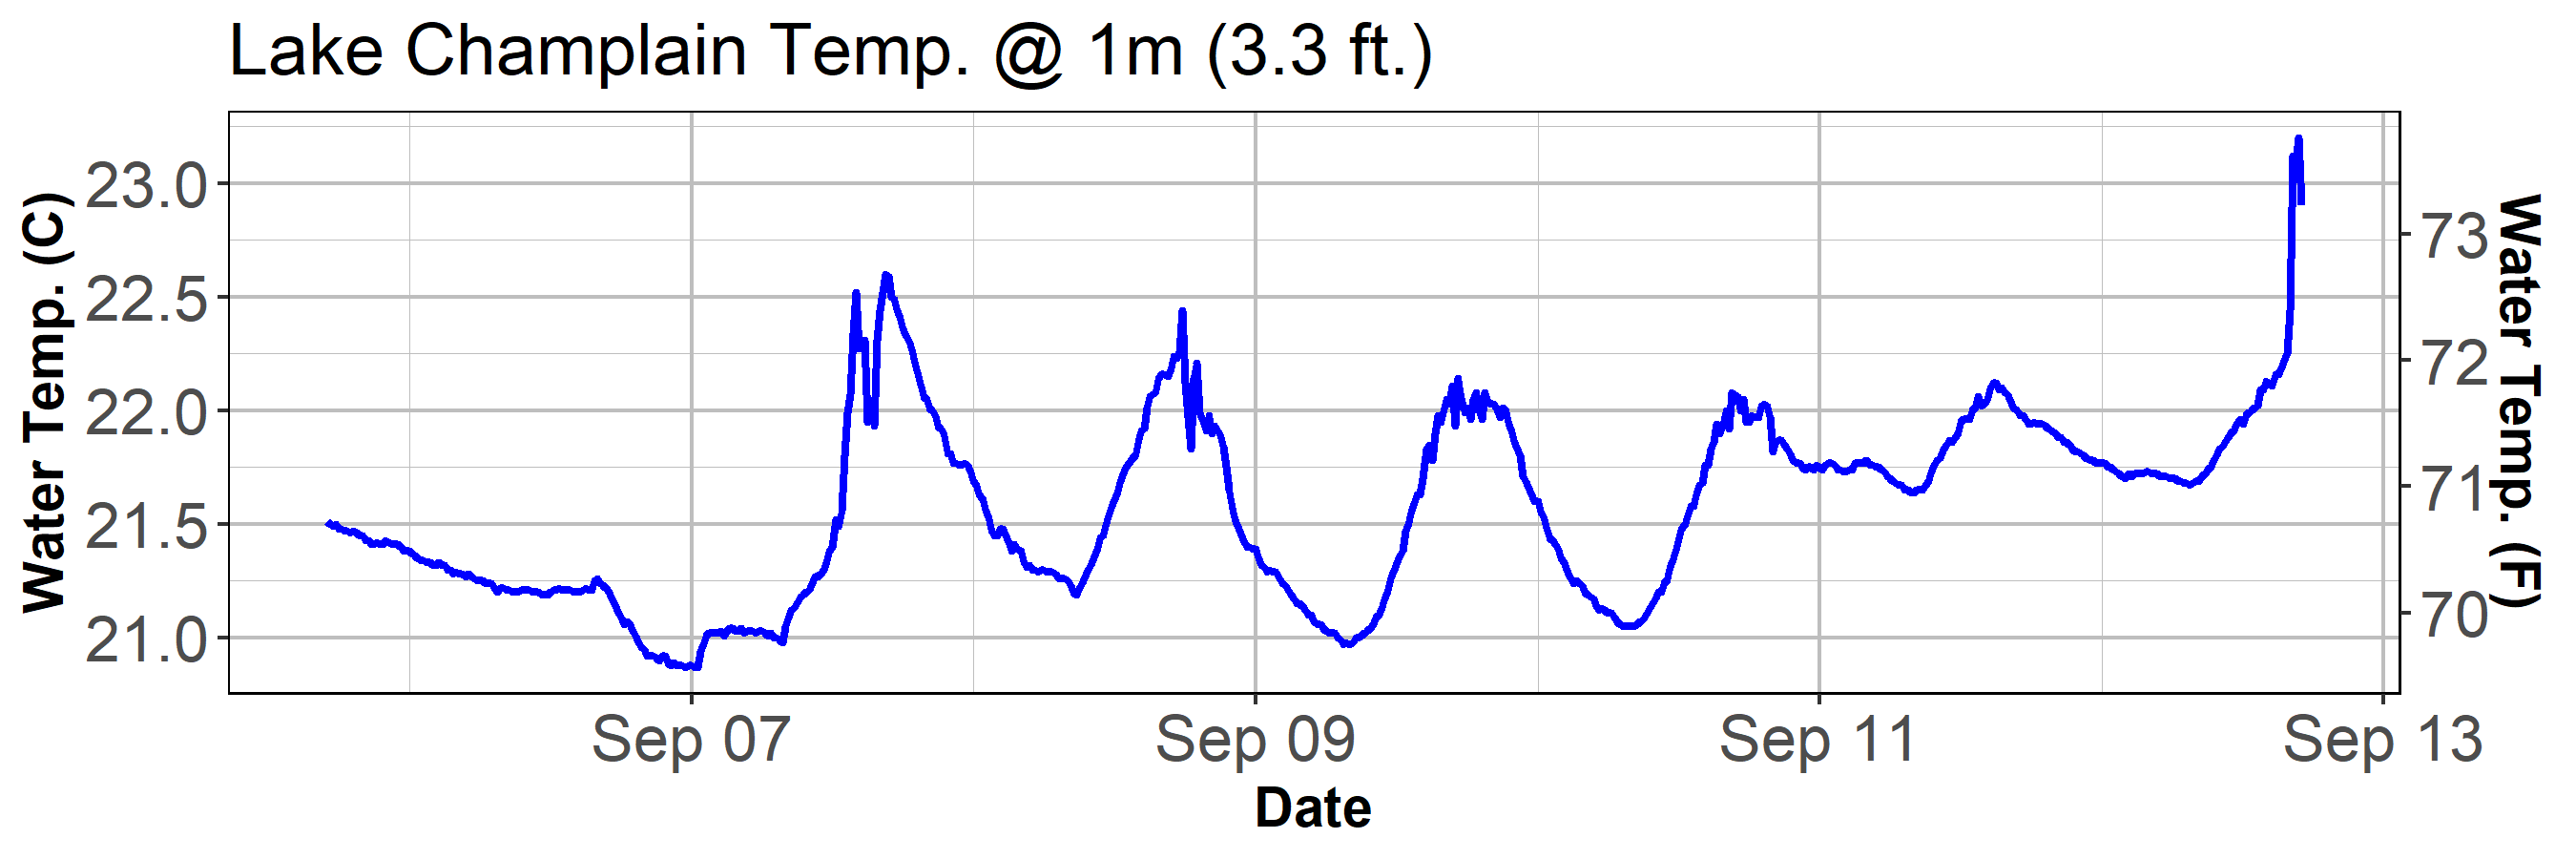 Lake Champlain Temp. @ 1m (3.3 ft.)
Water Temp. (C)
23.0
22.5
22.0
21.5
21.0
73
72
71
70
Water Temp. (F)
Sep 07 Sep 09 Sep 11 Sep 13
Date